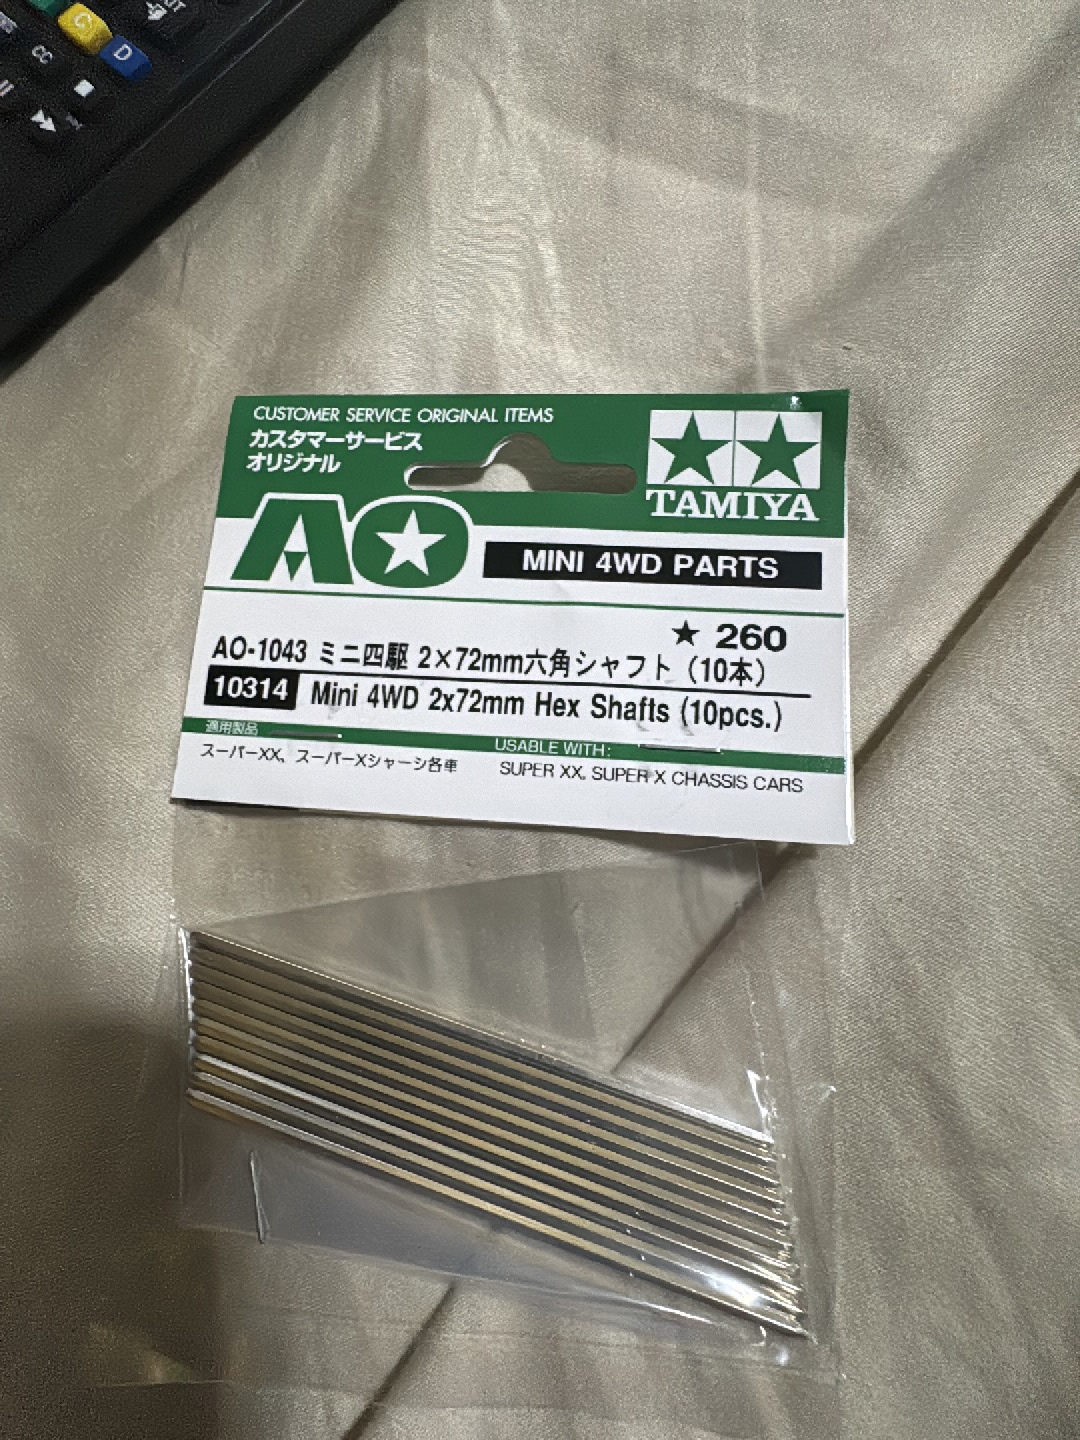 G
D
CC
CUSTOMER SERVICE ORIGINAL ITEMS
カスタマーサービス
オリジナル
TAMIYA
AO
MINI 4WD PARTS
★ 260
AO-1043 ミニ四駆 2×72mm六角シャフト（10本）
10314 Mini 4WD 2x72mm Hex Shafts (10pcs.)
適用製品
スーパーXX、スーパーXシャーシ各車
USABLE WITH:
SUPER XX, SUPER X CHASSIS CARS